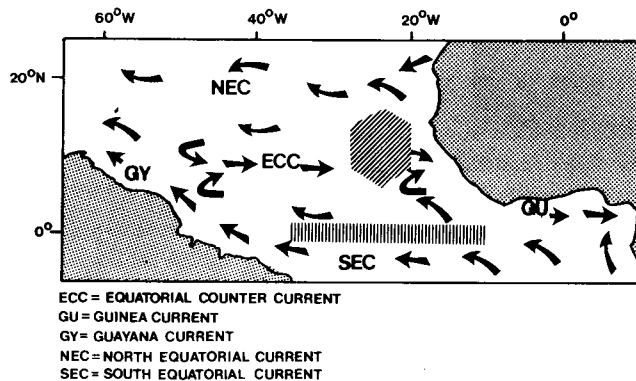 60°W 40°W 20°W 0°
20°N
NEC
ECC
GY
GU
0°
SEC
ECC= EQUATORIAL COUNTER CURRENT
GU= GUINEA CURRENT
GY= GUAYANA CURRENT
NEC=NORTH EQUATORIAL CURRENT
SEC= SOUTH EQUATORIAL CURRENT